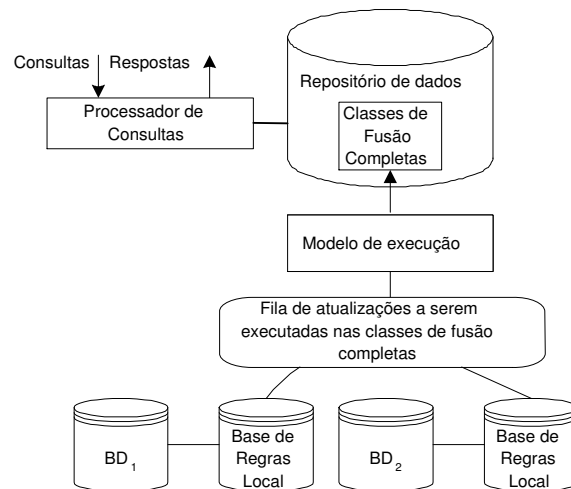 Consultas Respostas
Processador de
Consultas
Repositório de dados
Classes de
Fusão
Completas
Modelo de execução
Fila de atualizações a serem
executadas nas classes de fusão
completas
BD1
Base de
Regras
Local
BD2
Base de
Regras
Local